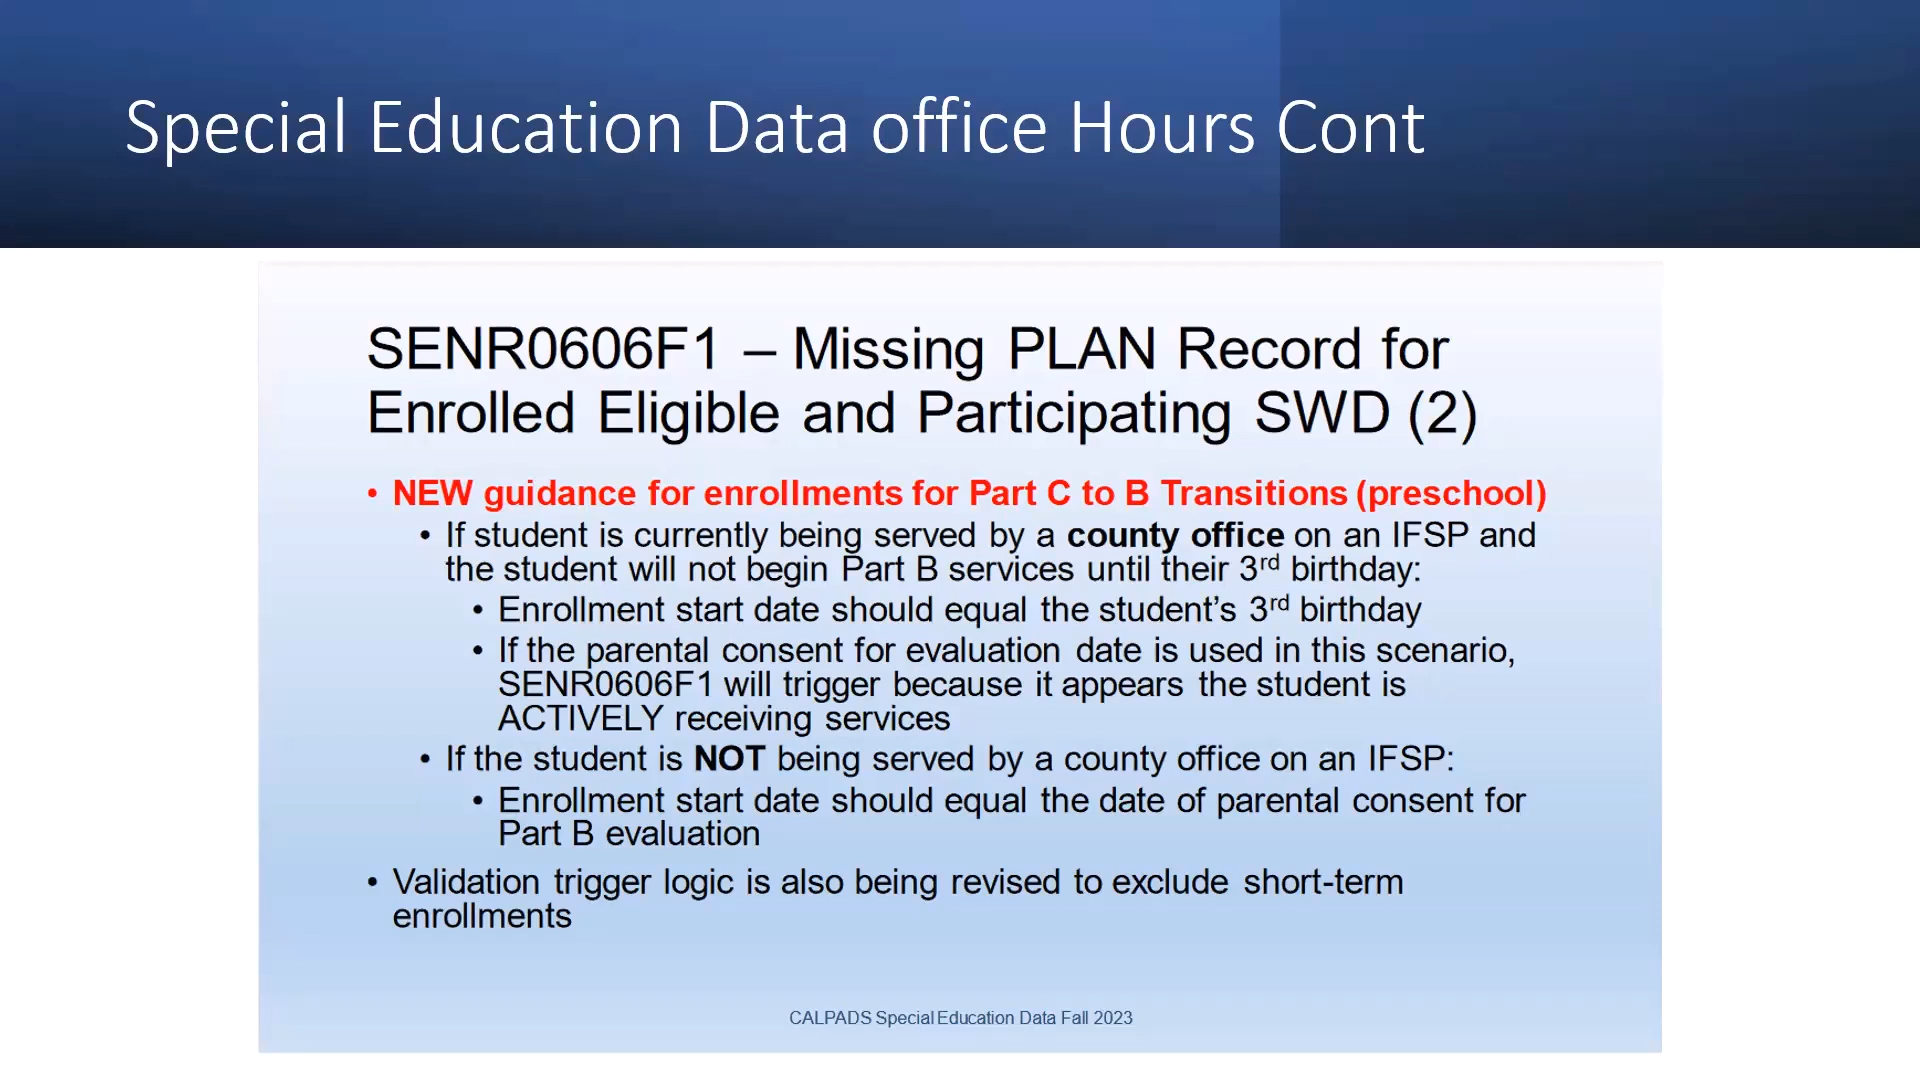 Special Education Data office Hours Cont
SENR0606F1 – Missing PLAN Record for
Enrolled Eligible and Participating SWD (2)
• NEW guidance for enrollments for Part C to B Transitions (preschool)
• If student is currently being served by a county office on an IFSP and
the student will not begin Part B services until their 3rd birthday:
• Enrollment start date should equal the student’s 3rd birthday
• If the parental consent for evaluation date is used in this scenario,
SENR0606F1 will trigger because it appears the student is
ACTIVELY receiving services
• If the student is NOT being served by a county office on an IFSP:
• Enrollment start date should equal the date of parental consent for
Part B evaluation
• Validation trigger logic is also being revised to exclude short-term
enrollments
CALPADS Special Education Data Fall 2023